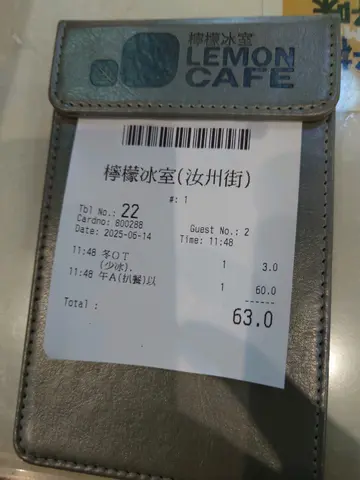 檸檬冰室
LEMON
CAFE
檸檬冰室(汝州街)
#: 1
Tbl No.: 22
Cardno: 800288
Guest No.: 2
Date: 2025-06-14
Time: 11:48
11:48 冬OT 1 3.0
(少冰).
11:48 午A(扒餐)以 1 60.0
------
Total : 63.0